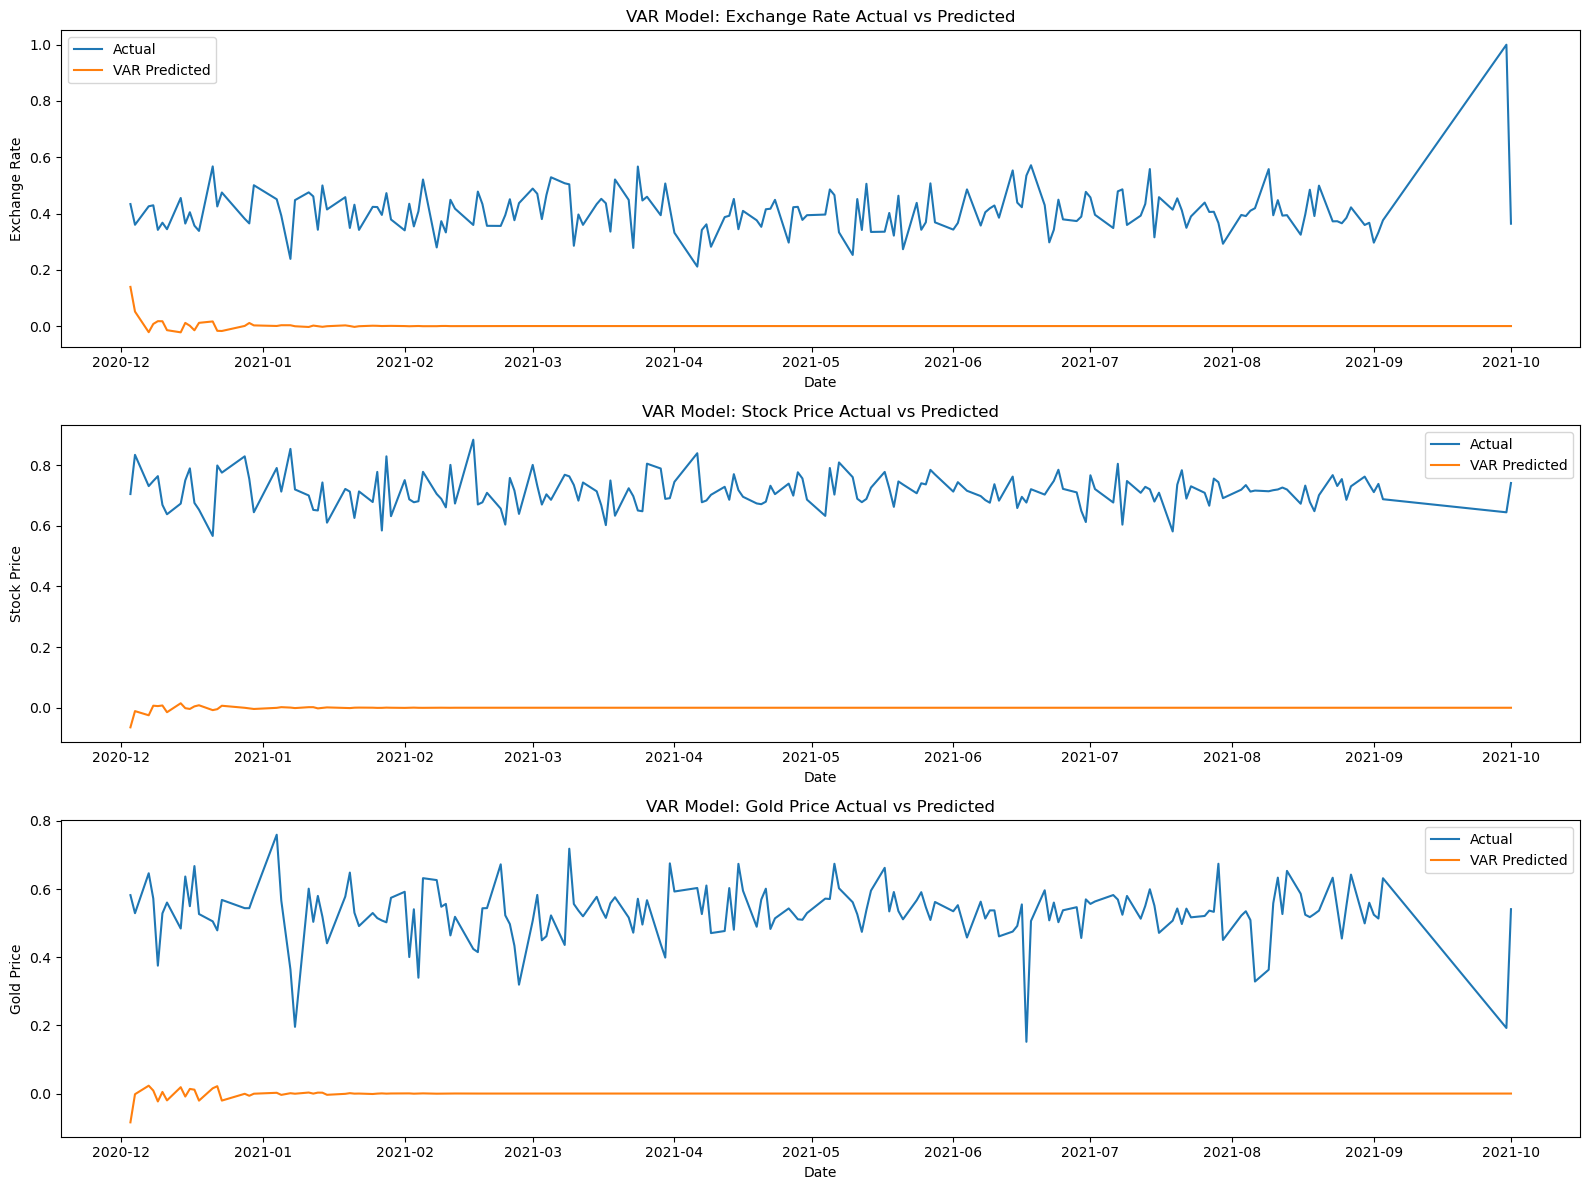 VAR Model: Exchange Rate Actual vs Predicted
Actual
VAR Predicted
Exchange Rate
1.0
0.8
0.6
0.4
0.2
0.0
2020-12 2021-01 2021-02 2021-03 2021-04 2021-05 2021-06 2021-07 2021-08 2021-09 2021-10
Date
VAR Model: Stock Price Actual vs Predicted
Actual
VAR Predicted
Stock Price
0.8
0.6
0.4
0.2
0.0
2020-12 2021-01 2021-02 2021-03 2021-04 2021-05 2021-06 2021-07 2021-08 2021-09 2021-10
Date
VAR Model: Gold Price Actual vs Predicted
Actual
VAR Predicted
Gold Price
0.8
0.6
0.4
0.2
0.0
2020-12 2021-01 2021-02 2021-03 2021-04 2021-05 2021-06 2021-07 2021-08 2021-09 2021-10
Date